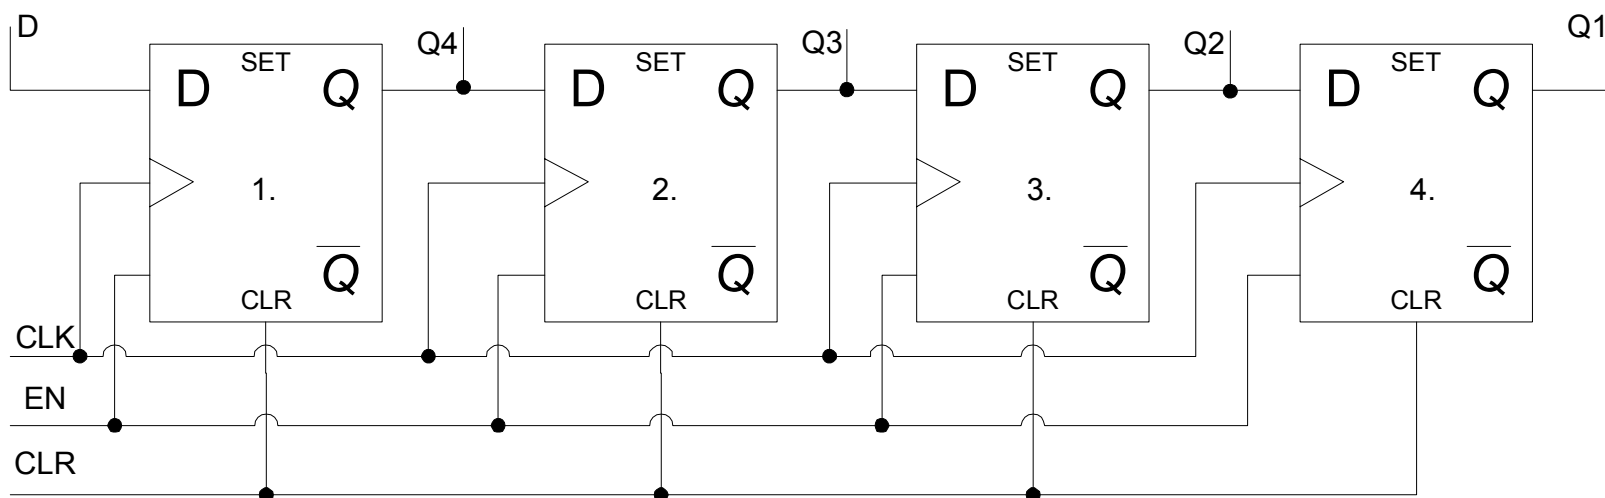 D Q4 Q3 Q2 Q1
SET SET SET SET
D Q D Q D Q D Q
1. 2. 3. 4.
Q Q Q Q
CLR CLR CLR CLR
CLK
EN
CLR